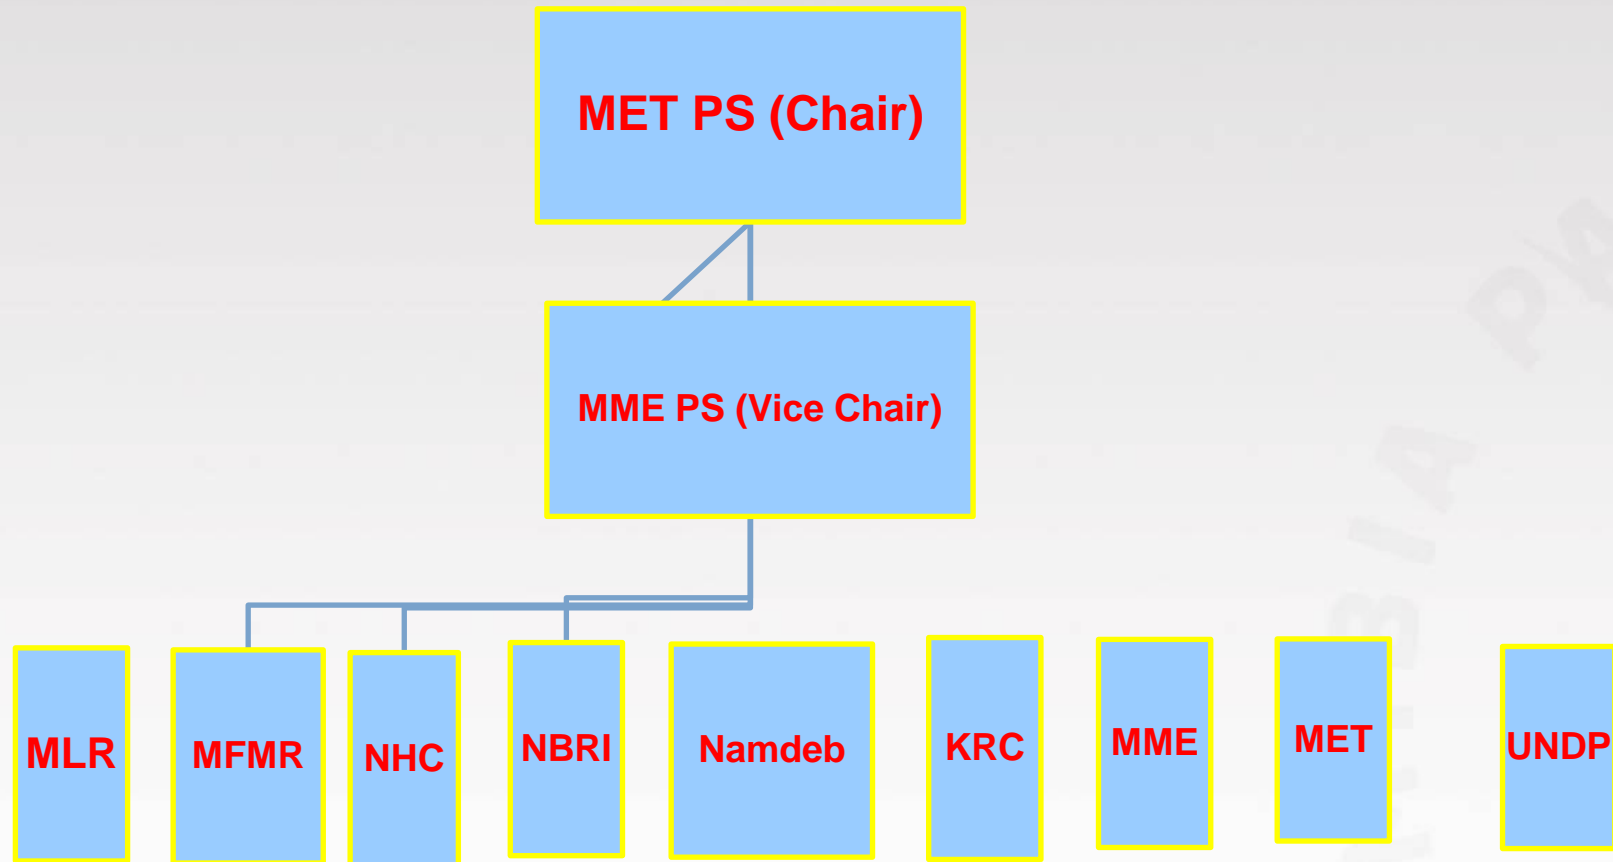 MET PS (Chair)
MME PS (Vice Chair)
MLR
MFMR
NHC
NBRI
Namdeb
KRC
MME
MET
UNDP